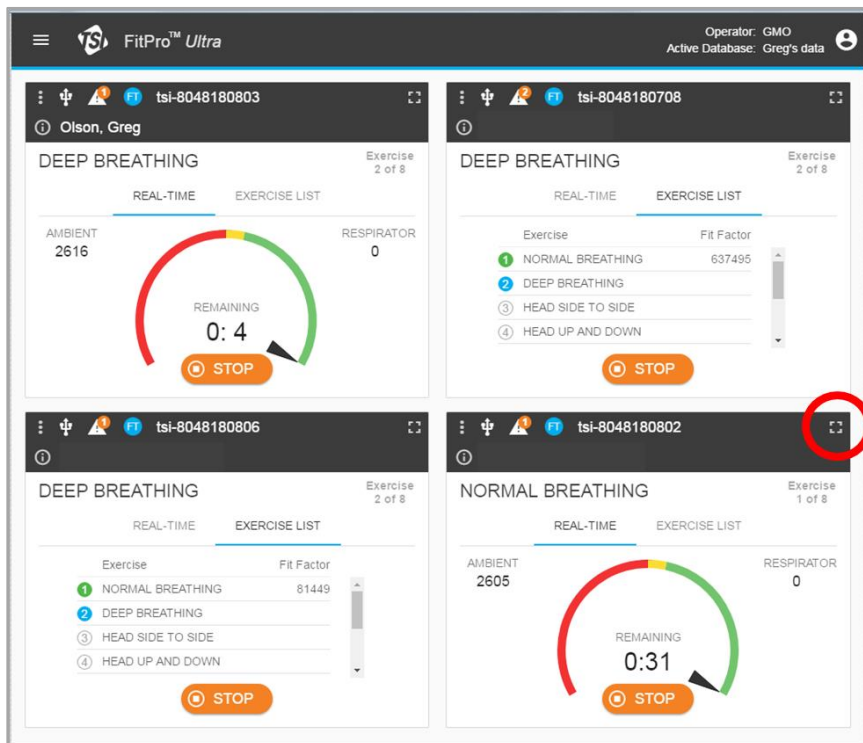 TSI FitPro™ Ultra
Operator: GMO
Active Database: Greg's data
1 FT tsi-8048180803
Olson, Greg
DEEP BREATHING
Exercise
2 of 8
REAL-TIME EXERCISE LIST
AMBIENT
2616
RESPIRATOR
0
REMAINING
0: 4
STOP
2 FT tsi-8048180708
DEEP BREATHING
Exercise
2 of 8
REAL-TIME EXERCISE LIST
Exercise Fit Factor
1 NORMAL BREATHING 637495
2 DEEP BREATHING
3 HEAD SIDE TO SIDE
4 HEAD UP AND DOWN
STOP
1 FT tsi-8048180806
DEEP BREATHING
Exercise
2 of 8
REAL-TIME EXERCISE LIST
Exercise Fit Factor
1 NORMAL BREATHING 81449
2 DEEP BREATHING
3 HEAD SIDE TO SIDE
4 HEAD UP AND DOWN
STOP
1 FT tsi-8048180802
NORMAL BREATHING
Exercise
1 of 8
REAL-TIME EXERCISE LIST
AMBIENT
2605
RESPIRATOR
0
REMAINING
0:31
STOP